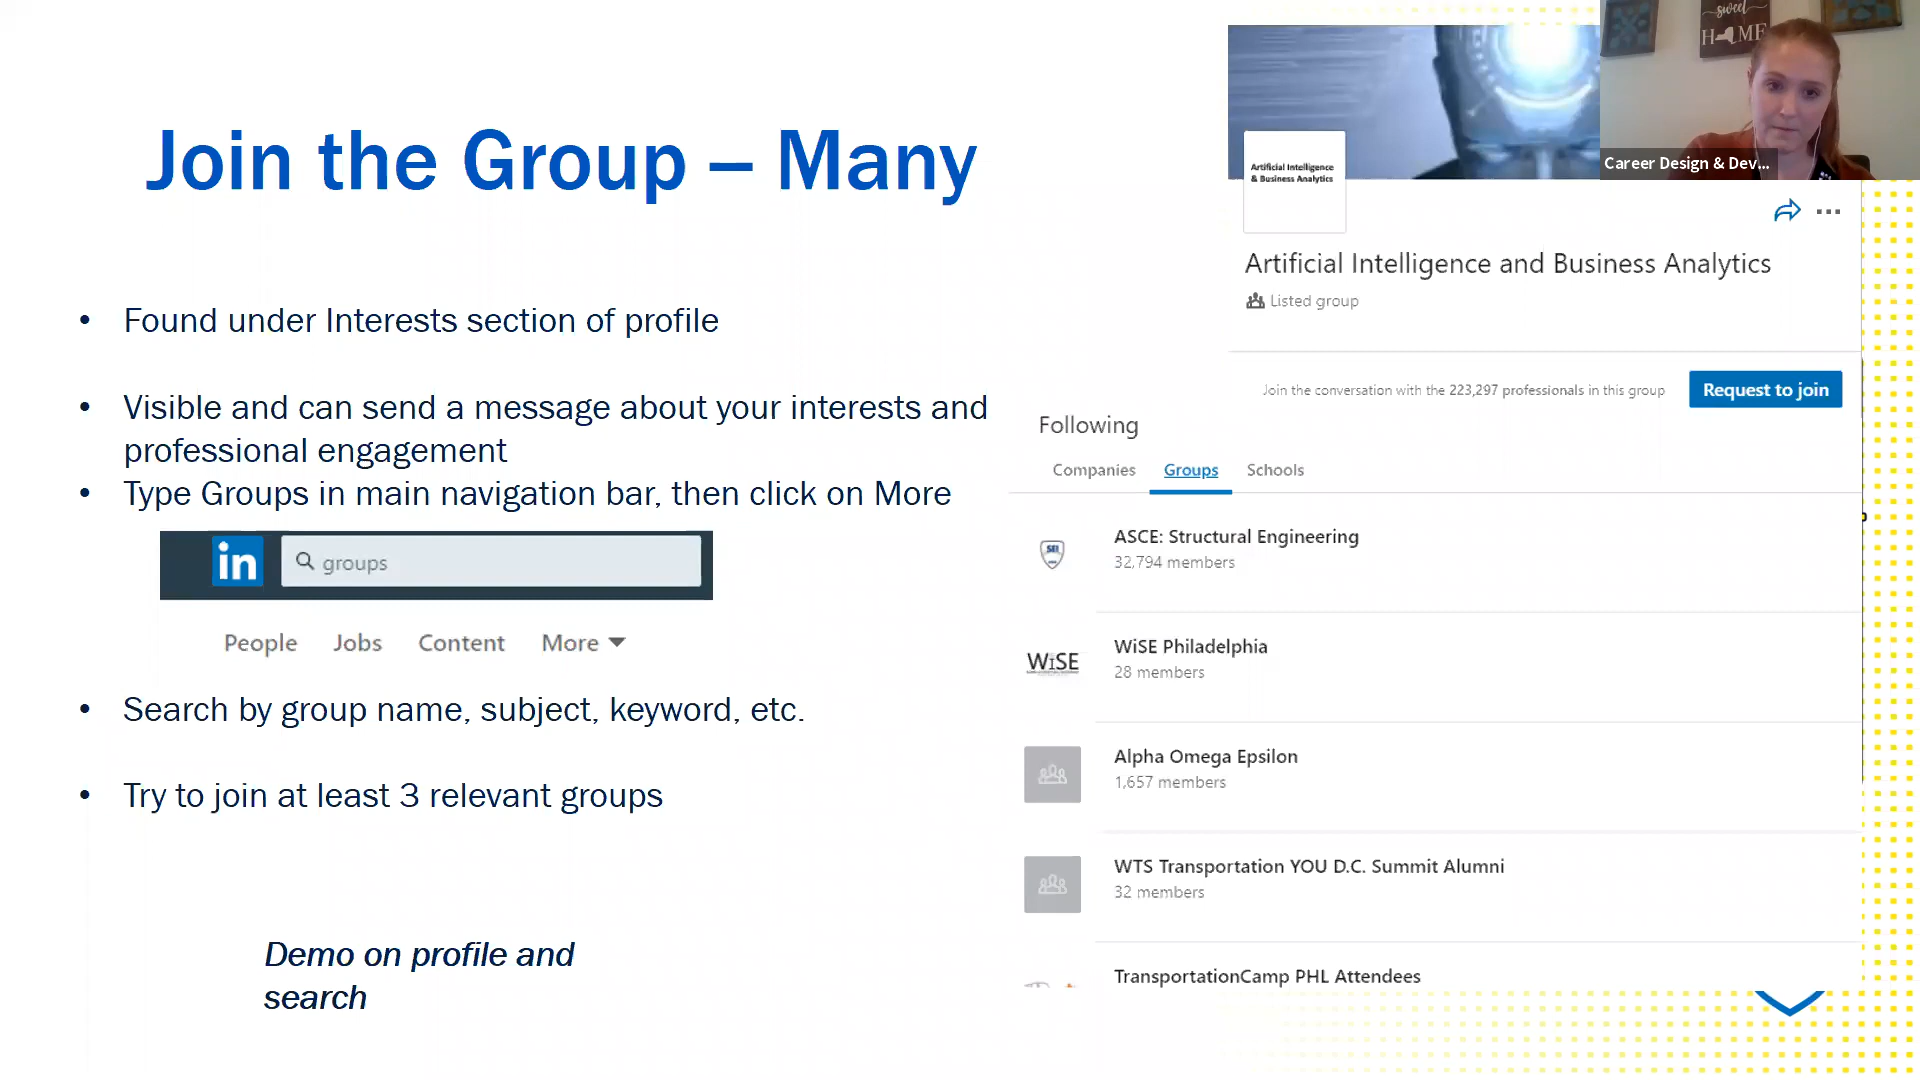 Join the Group – Many
• Found under Interests section of profile
• Visible and can send a message about your interests and
professional engagement
• Type Groups in main navigation bar, then click on More
in
groups
People Jobs Content More
• Search by group name, subject, keyword, etc.
• Try to join at least 3 relevant groups
Demo on profile and
search
sweet
HOME
Career Design & Dev...
Artificial Intelligence
& Business Analytics
Artificial Intelligence and Business Analytics
Listed group
Join the conversation with the 223,297 professionals in this group
Request to join
Following
Companies Groups Schools
SEI
ASCE: Structural Engineering
32,794 members
WiSE
WiSE Philadelphia
28 members
Alpha Omega Epsilon
1,657 members
WTS Transportation YOU D.C. Summit Alumni
32 members
TransportationCamp PHL Attendees